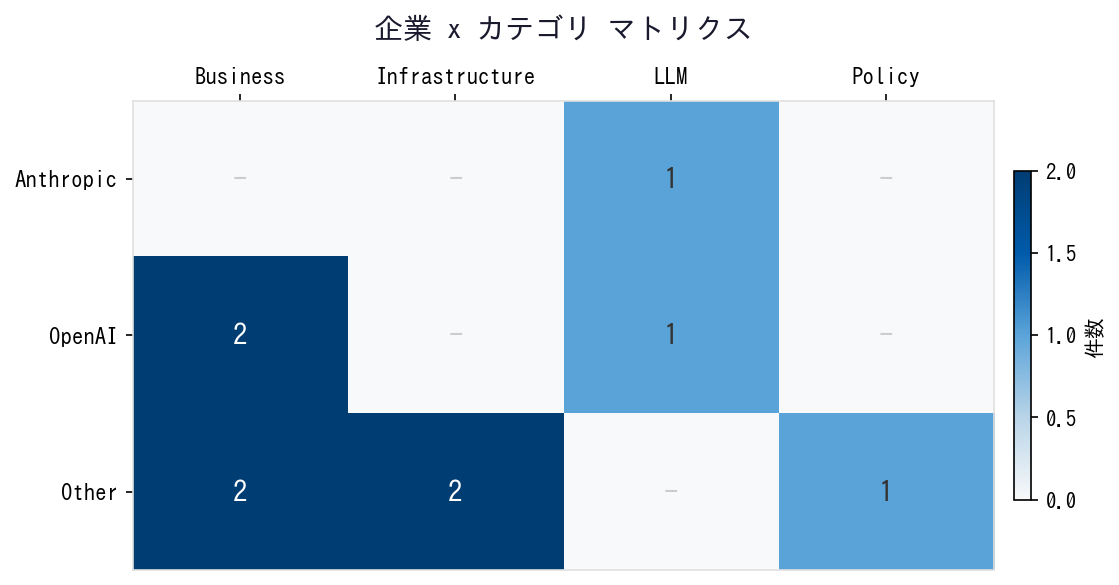 企業 x カテゴリ マトリクス
Business Infrastructure LLM Policy
Anthropic – – 1 –
OpenAI 2 – 1 –
Other 2 2 – 1
2.0
1.5
1.0
0.5
0.0
件数